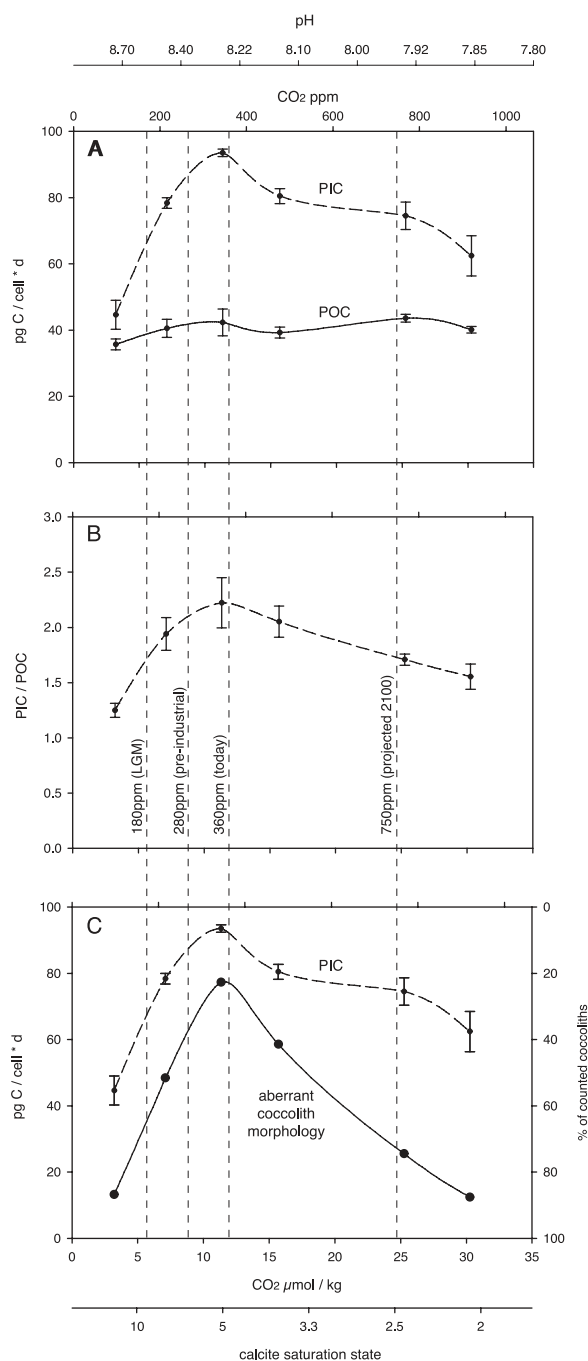 pH
8.70 8.40 8.22 8.10 8.00 7.92 7.85 7.80
CO2 ppm
0 200 400 600 800 1000
A
100
80
60
40
20
0
pg C / cell * d
PIC
POC
B
3.0
2.5
2.0
1.5
1.0
0.5
0.0
PIC / POC
180ppm (LGM)
280ppm (pre-industrial)
360ppm (today)
750ppm (projected 2100)
C
100
80
60
40
20
0
pg C / cell * d
PIC
aberrant
coccolith
morphology
0
20
40
60
80
100
% of counted coccoliths
0 5 10 15 20 25 30 35
CO2 µmol / kg
10 5 3.3 2.5 2
calcite saturation state